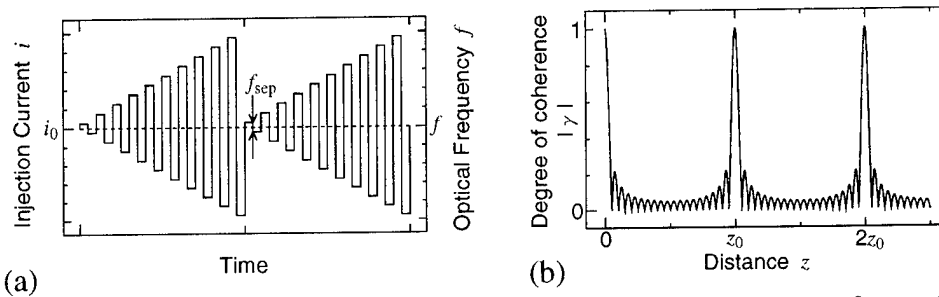 Injection Current i
i0
fsep
f
Optical Frequency f
Time
(a)
Degree of coherence
|γ|
1
0
0
z0
2z0
Distance z
(b)